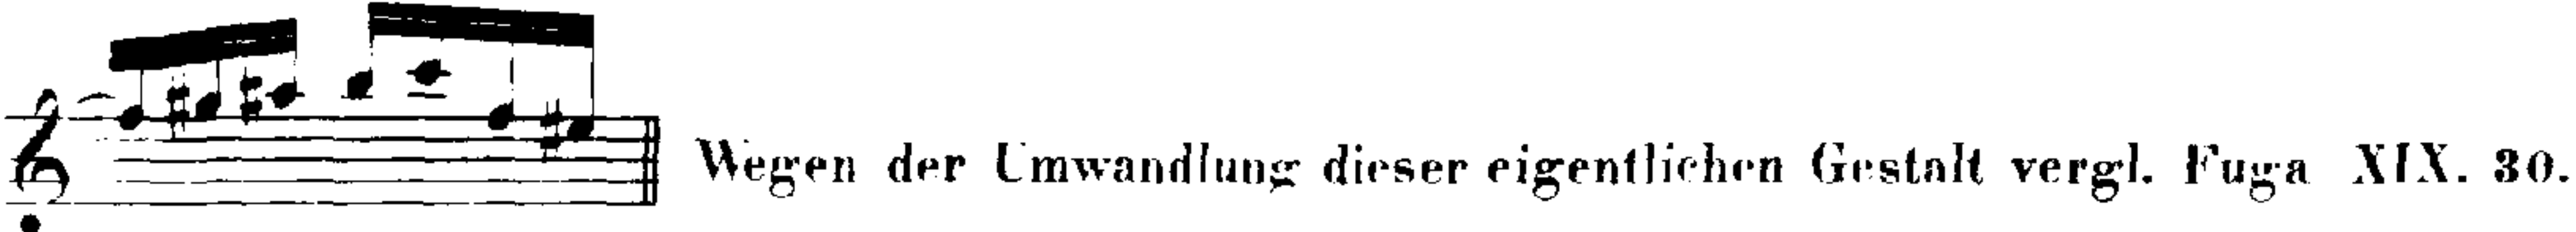 Wegen der Umwandlung dieser eigentlichen Gestalt vergl. Fuga XIX. 30.